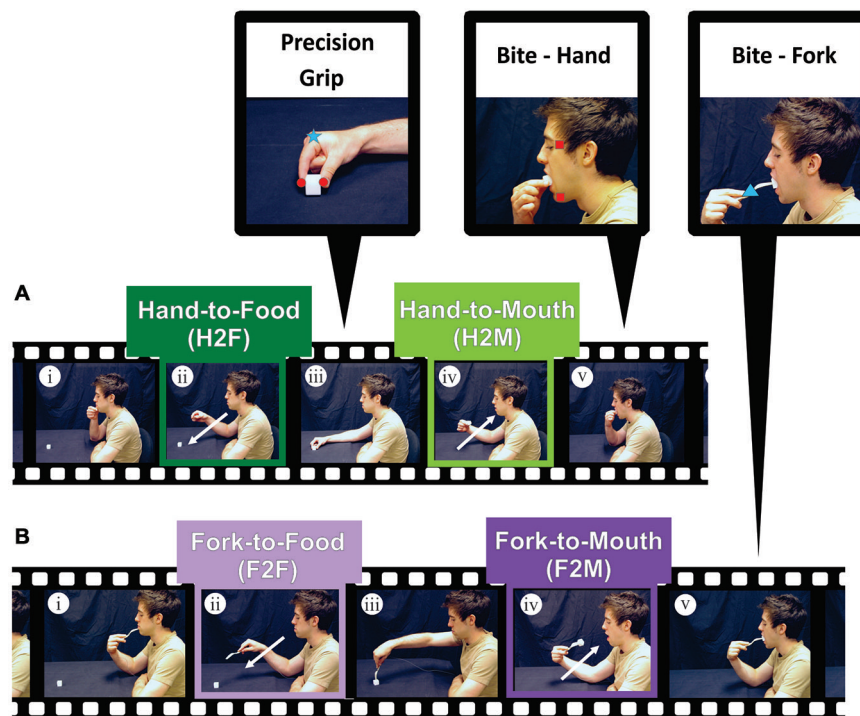 Precision
Grip
Bite - Hand
Bite - Fork
A
Hand-to-Food
(H2F)
Hand-to-Mouth
(H2M)
i
ii
iii
iv
v
B
Fork-to-Food
(F2F)
Fork-to-Mouth
(F2M)
i
ii
iii
iv
v